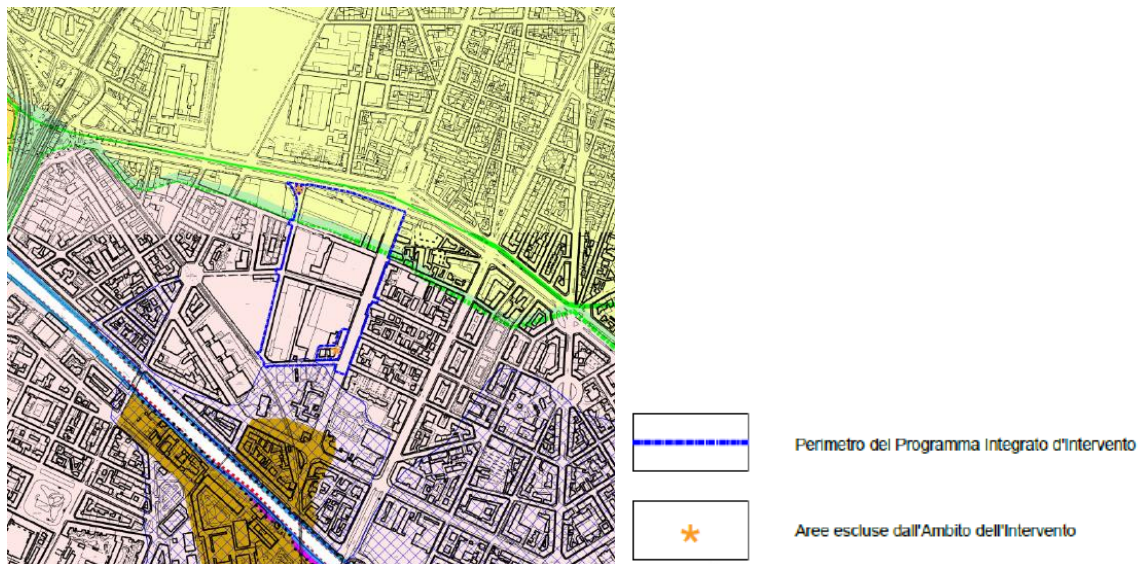 Perimetro del Programma Integrato d'Intervento
Aree escluse dall'Ambito dell'Intervento